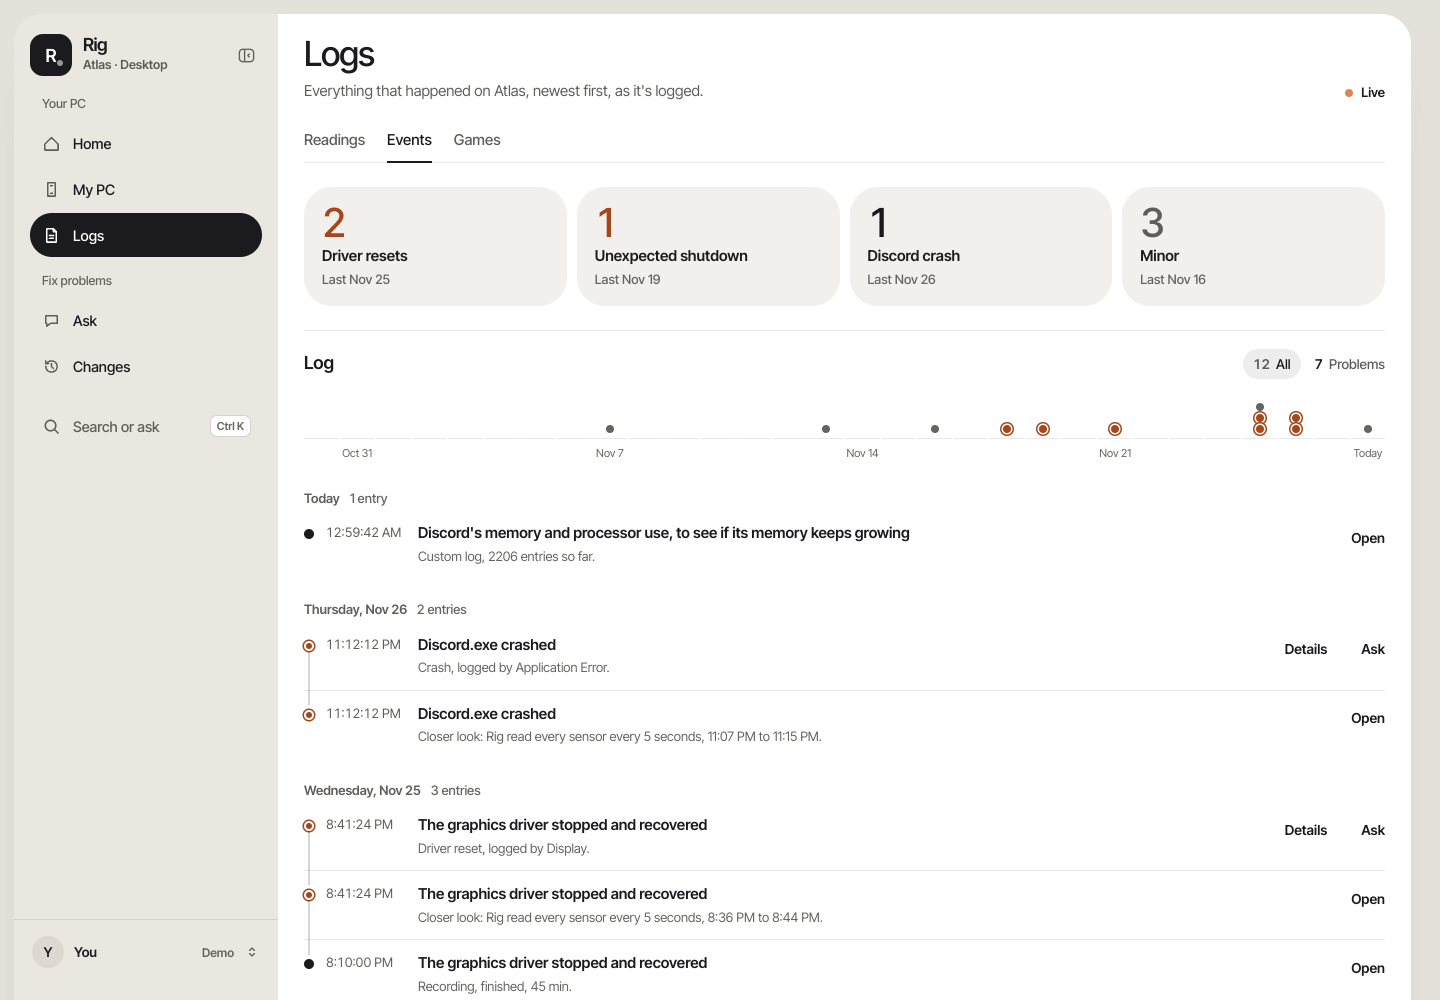 R.
Rig
Atlas · Desktop
Your PC
Home
My PC
Logs
Fix problems
Ask
Changes
Search or ask
Ctrl K
Y
You
Demo
Logs
Everything that happened on Atlas, newest first, as it's logged.
Live
Readings
Events
Games
2
Driver resets
Last Nov 25
1
Unexpected shutdown
Last Nov 19
1
Discord crash
Last Nov 26
3
Minor
Last Nov 16
Log
12 All
7 Problems
Oct 31
Nov 7
Nov 14
Nov 21
Today
Today 1 entry
12:59:42 AM
Discord's memory and processor use, to see if its memory keeps growing
Custom log, 2206 entries so far.
Open
Thursday, Nov 26 2 entries
11:12:12 PM
Discord.exe crashed
Crash, logged by Application Error.
Details
Ask
11:12:12 PM
Discord.exe crashed
Closer look: Rig read every sensor every 5 seconds, 11:07 PM to 11:15 PM.
Open
Wednesday, Nov 25 3 entries
8:41:24 PM
The graphics driver stopped and recovered
Driver reset, logged by Display.
Details
Ask
8:41:24 PM
The graphics driver stopped and recovered
Closer look: Rig read every sensor every 5 seconds, 8:36 PM to 8:44 PM.
Open
8:10:00 PM
The graphics driver stopped and recovered
Recording, finished, 45 min.
Open